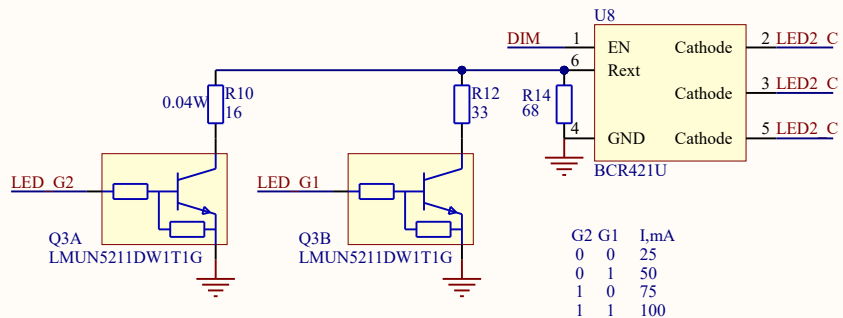 U8
DIM 1 EN Cathode 2 LED2_C
6 Rext
Cathode 3 LED2_C
4 GND Cathode 5 LED2_C
BCR421U
0.04W R10
16
R12
33
R14
68
LED_G2
Q3A
LMUN5211DW1T1G
LED_G1
Q3B
LMUN5211DW1T1G
G2 G1 I,mA
0 0 25
0 1 50
1 0 75
1 1 100